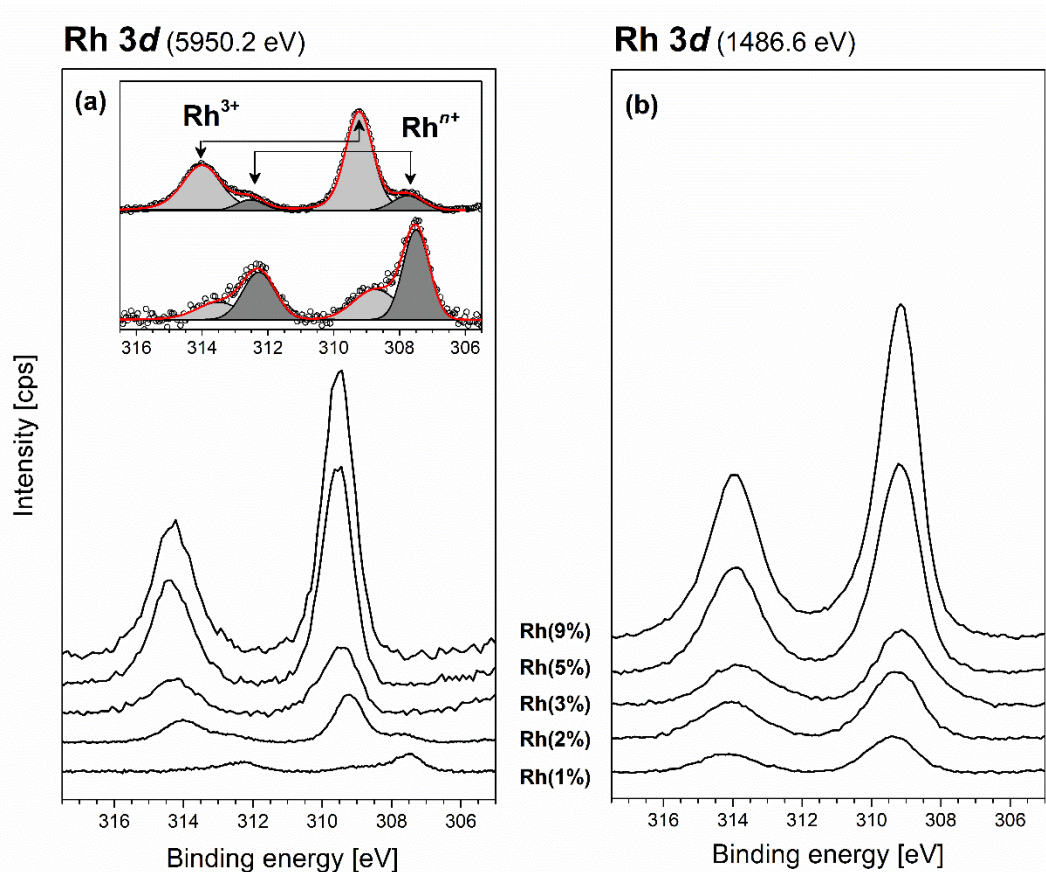 Rh 3d (5950.2 eV)
Rh 3d (1486.6 eV)
(a)
Rh3+
Rhn+
316 314 312 310 308 306
(b)
Intensity [cps]
Rh(9%)
Rh(5%)
Rh(3%)
Rh(2%)
Rh(1%)
316 314 312 310 308 306
316 314 312 310 308 306
Binding energy [eV]
Binding energy [eV]